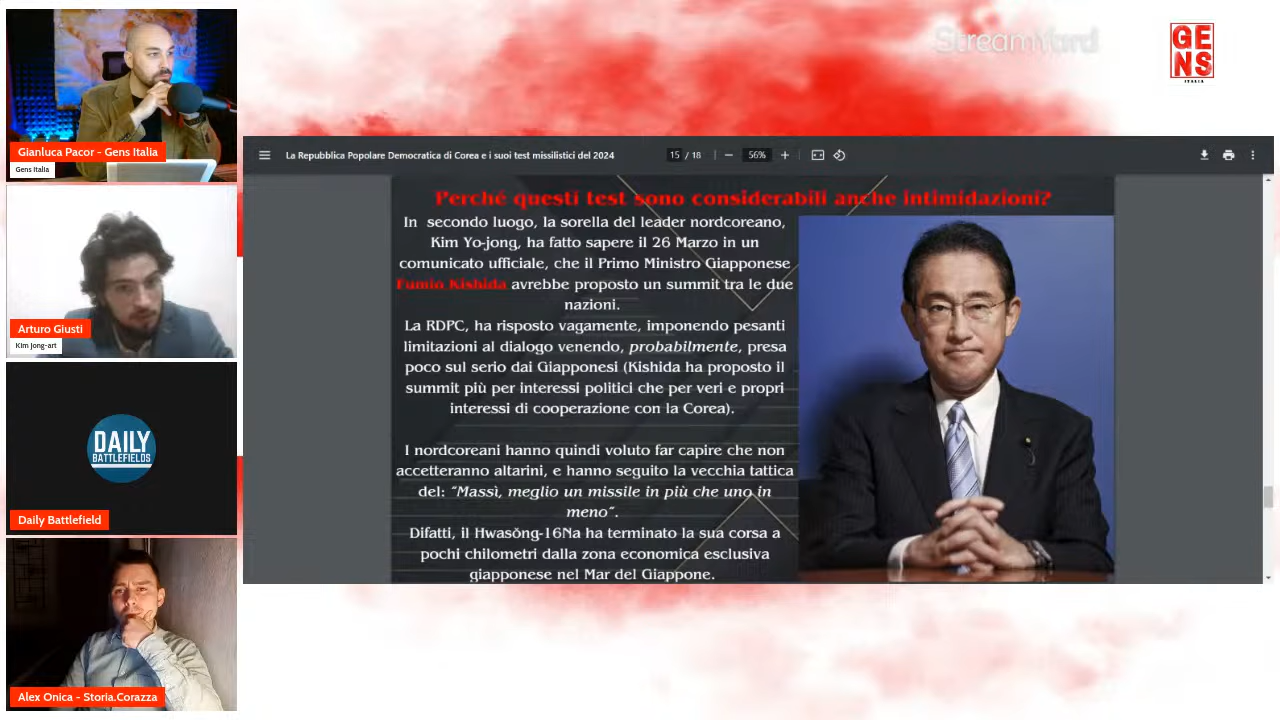 StreamYard
GE
NS
ITALIA
Gianluca Pacor - Gens Italia
Gens Italia
Arturo Giusti
Kim Jong-art
DAILY
BATTLEFIELDS
Daily Battlefield
Alex Onica - Storia.Corazza
La Repubblica Popolare Democratica di Corea e i suoi test missilistici del 2024
15 / 18
56%
Perché questi test sono considerabili anche intimidazioni?
In secondo luogo, la sorella del leader nordcoreano,
Kim Yo-jong, ha fatto sapere il 26 Marzo in un
comunicato ufficiale, che il Primo Ministro Giapponese
Fumio Kishida avrebbe proposto un summit tra le due
nazioni.
La RDPC, ha risposto vagamente, imponendo pesanti
limitazioni al dialogo venendo, probabilmente, presa
poco sul serio dai Giapponesi (Kishida ha proposto il
summit più per interessi politici che per veri e propri
interessi di cooperazione con la Corea).
I nordcoreani hanno quindi voluto far capire che non
accetteranno altarini, e hanno seguito la vecchia tattica
del: “Massì, meglio un missile in più che uno in
meno”.
Difatti, il Hwasŏng-16Na ha terminato la sua corsa a
pochi chilometri dalla zona economica esclusiva
giapponese nel Mar del Giappone.